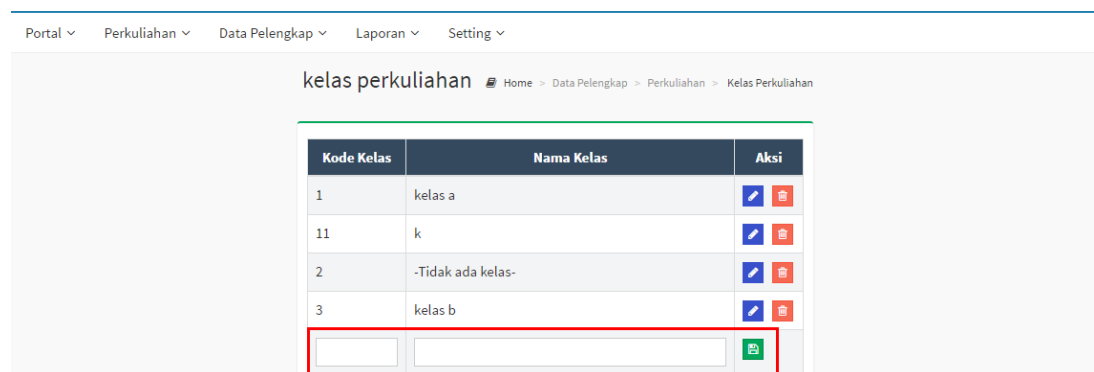 Portal Perkuliahan Data Pelengkap Laporan Setting
kelas perkuliahan Home > Data Pelengkap > Perkuliahan > Kelas Perkuliahan
Kode Kelas Nama Kelas Aksi
1 kelas a
11 k
2 -Tidak ada kelas-
3 kelas b